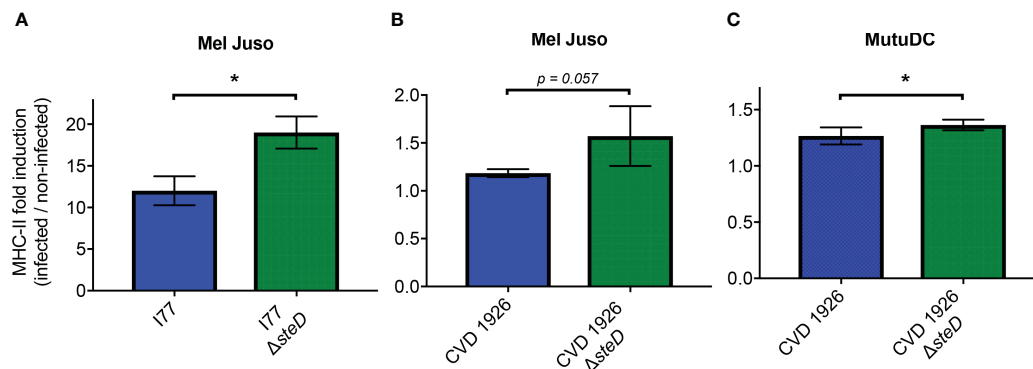 A
Mel Juso
*
MHC-II fold induction
(infected / non-infected)
20
15
10
5
0
I77
I77
ΔsteD
B
Mel Juso
p = 0.057
2.0
1.5
1.0
0.5
0.0
CVD 1926
CVD 1926
ΔsteD
C
MutuDC
*
1.5
1.0
0.5
0.0
CVD 1926
CVD 1926
ΔsteD